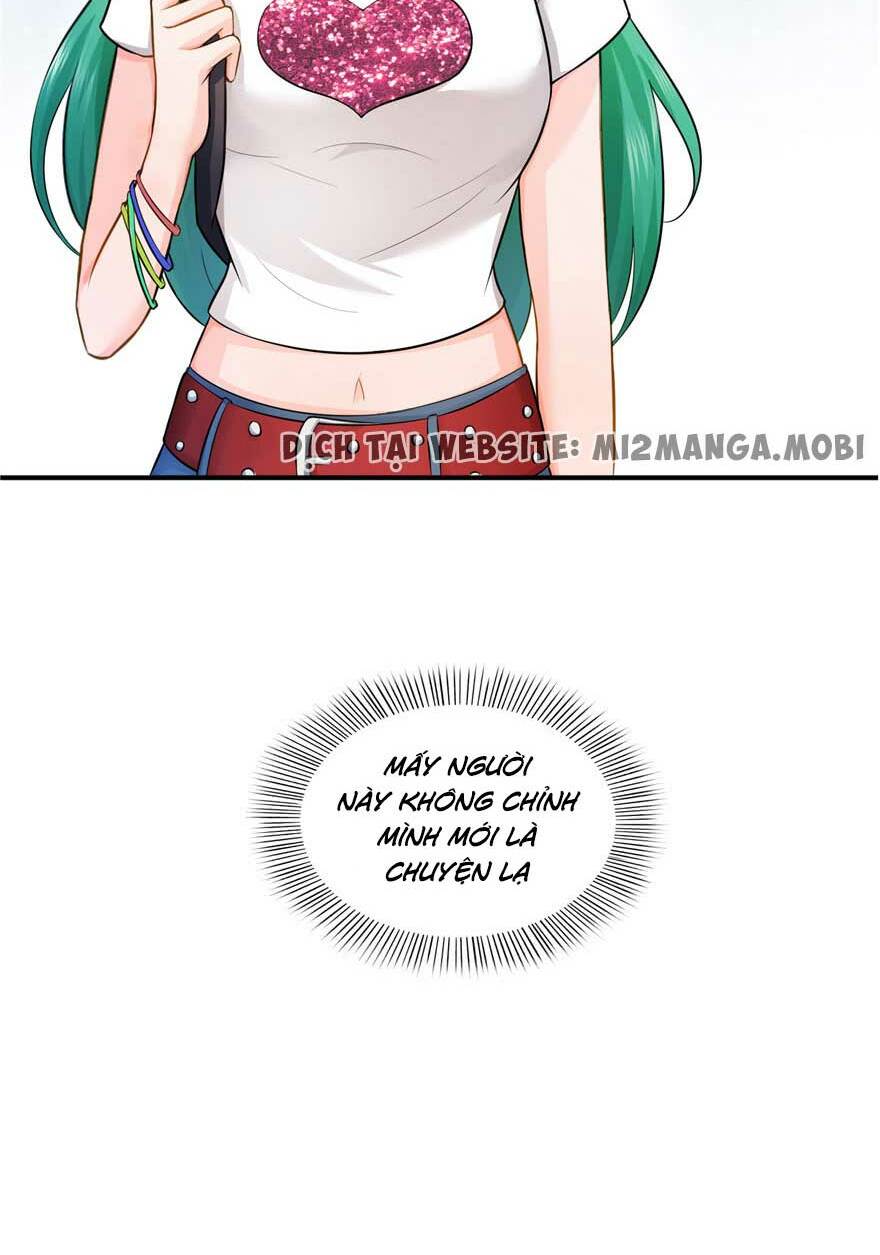 DỊCH TẠI WEBSITE: MI2MANGA.MOBI
MẤY NGƯỜI
NÀY KHÔNG CHỈNH
MÌNH MỚI LÀ
CHUYỆN LẠ